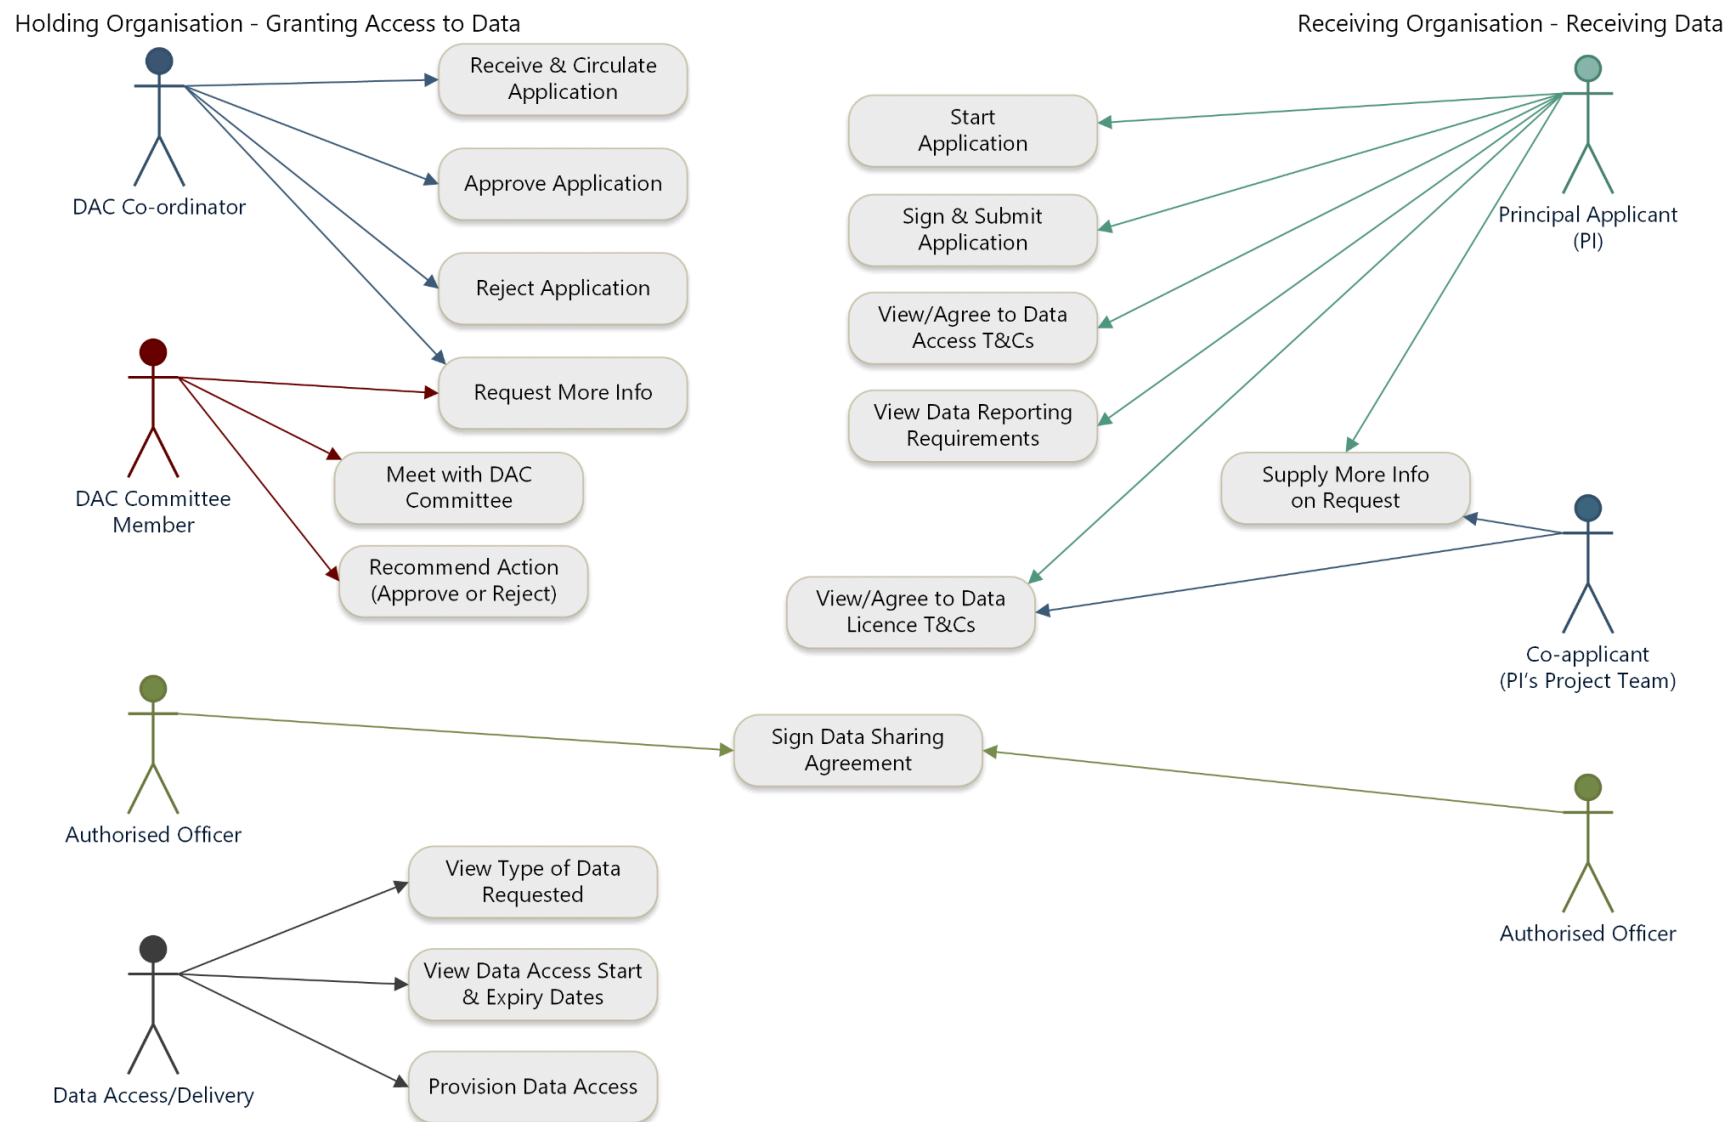 Holding Organisation - Granting Access to Data
Receiving Organisation - Receiving Data
DAC Co-ordinator
Receive & Circulate
Application
Approve Application
Reject Application
Request More Info
DAC Committee
Member
Meet with DAC
Committee
Recommend Action
(Approve or Reject)
Start
Application
Sign & Submit
Application
View/Agree to Data
Access T&Cs
View Data Reporting
Requirements
Principal Applicant
(PI)
Supply More Info
on Request
View/Agree to Data
Licence T&Cs
Co-applicant
(PI's Project Team)
Authorised Officer
Sign Data Sharing
Agreement
Authorised Officer
View Type of Data
Requested
View Data Access Start
& Expiry Dates
Provision Data Access
Data Access/Delivery